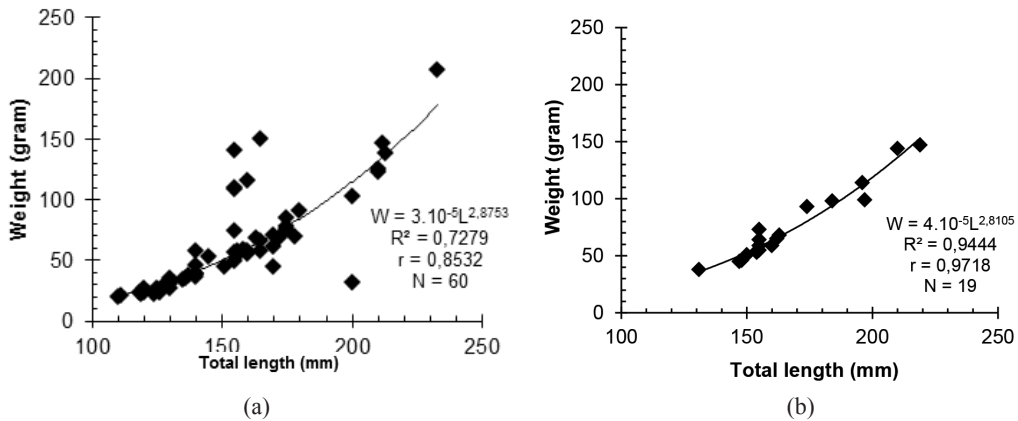 250
200
150
100
50
0
Weight (gram)
W = 3.10-5L2,8753
R² = 0,7279
r = 0,8532
N = 60
100 150 200 250
Total length (mm)
(a)
250
200
150
100
50
0
Weight (gram)
W = 4.10-5L2,8105
R² = 0,9444
r = 0,9718
N = 19
100 150 200 250
Total length (mm)
(b)